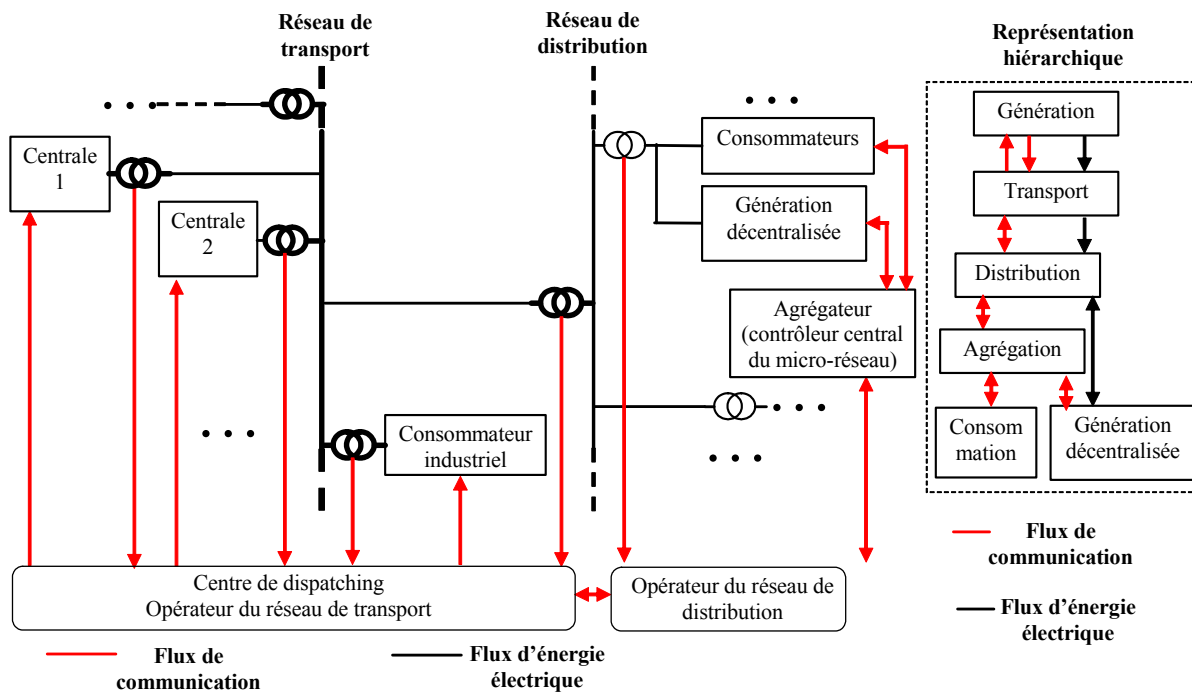 Réseau de
transport
Réseau de
distribution
Représentation
hiérarchique
Centrale
1
Centrale
2
Consommateur
industriel
Consommateurs
Génération
décentralisée
Agrégateur
(contrôleur central
du micro-réseau)
Centre de dispatching
Opérateur du réseau de transport
Opérateur du réseau de
distribution
Flux de
communication
Flux d’énergie
électrique
Génération
Transport
Distribution
Agrégation
Consom
mation
Génération
décentralisée
Flux de
communication
Flux d’énergie
électrique